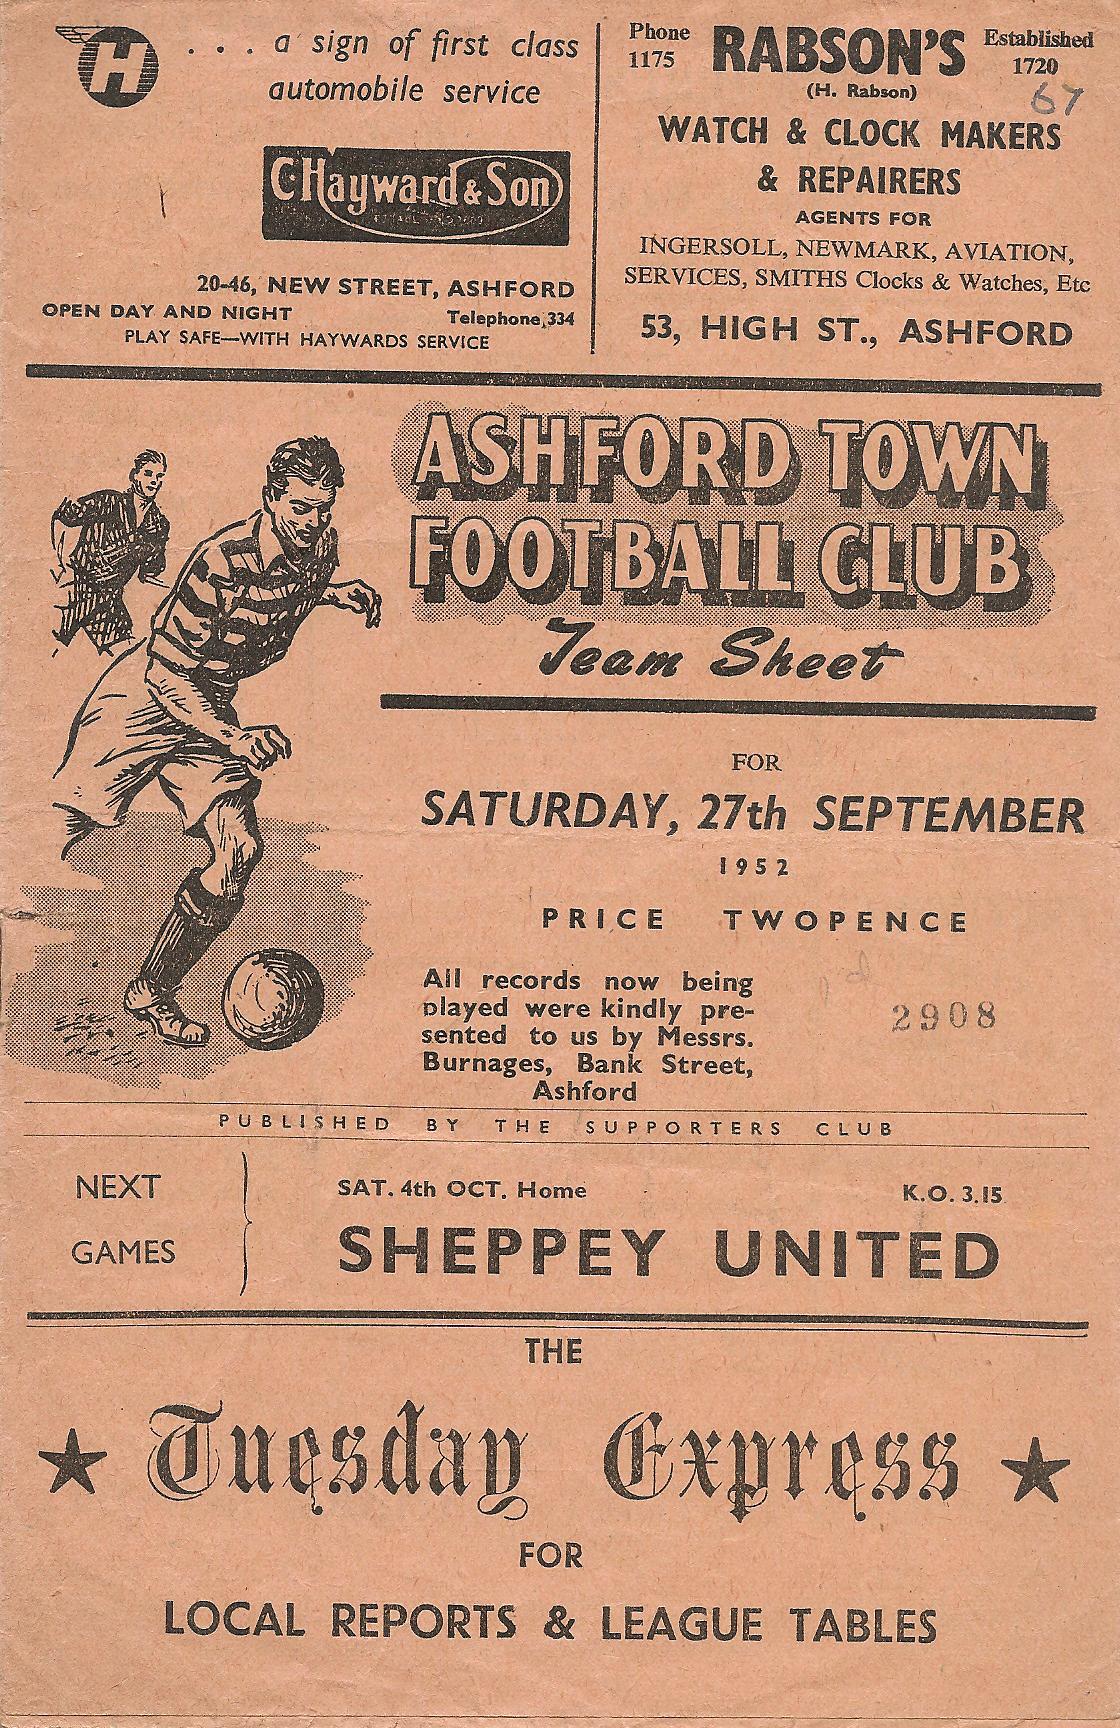 H
. . . a sign of first class
automobile service
C. Hayward & Son
20-46, NEW STREET, ASHFORD
OPEN DAY AND NIGHT Telephone 334
PLAY SAFE—WITH HAYWARDS SERVICE
Phone
1175
RABSON'S
Established
1720
67
(H. Rabson)
WATCH & CLOCK MAKERS
& REPAIRERS
AGENTS FOR
INGERSOLL, NEWMARK, AVIATION,
SERVICES, SMITHS Clocks & Watches, Etc
53, HIGH ST., ASHFORD
ASHFORD TOWN
FOOTBALL CLUB
Team Sheet
FOR
SATURDAY, 27th SEPTEMBER
1952
PRICE TWOPENCE
All records now being
played were kindly pre-
sented to us by Messrs.
Burnages, Bank Street,
Ashford
2908
PUBLISHED BY THE SUPPORTERS CLUB
NEXT
GAMES
SAT. 4th OCT. Home K.O. 3.15
SHEPPEY UNITED
THE
Tuesday Express
FOR
LOCAL REPORTS & LEAGUE TABLES